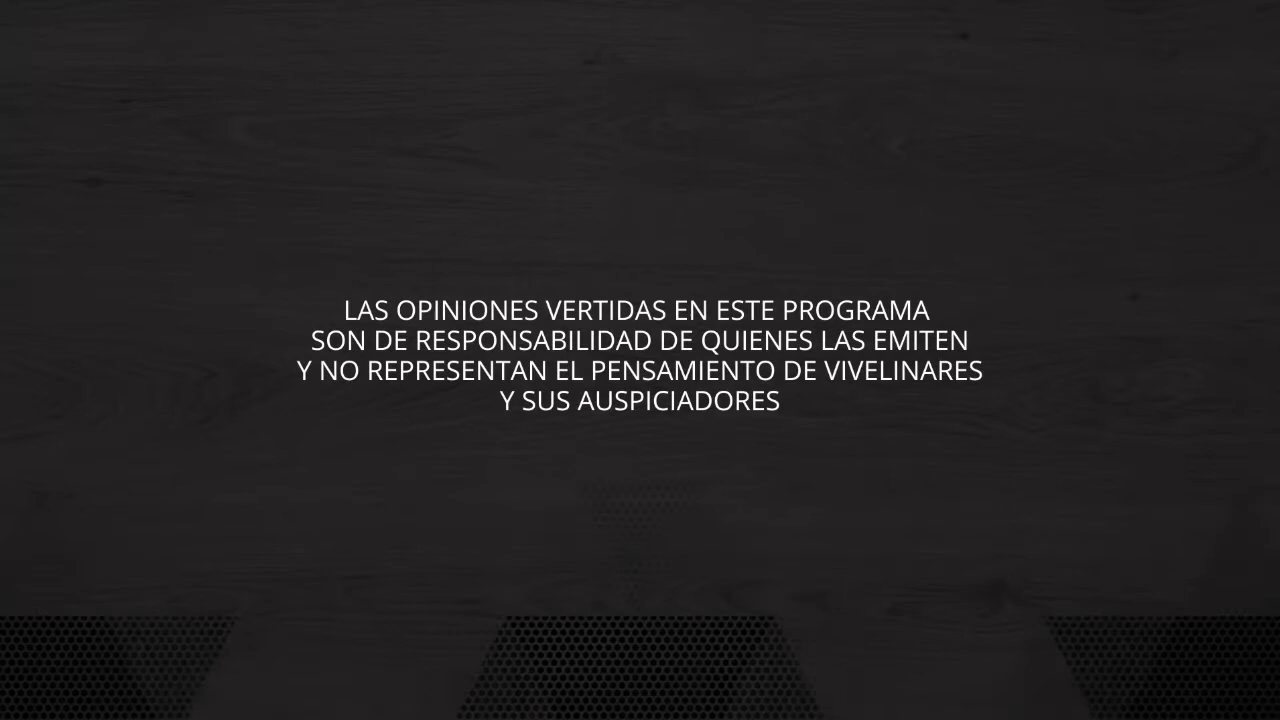 LAS OPINIONES VERTIDAS EN ESTE PROGRAMA
SON DE RESPONSABILIDAD DE QUIENES LAS EMITEN
Y NO REPRESENTAN EL PENSAMIENTO DE VIVELINARES
Y SUS AUSPICIADORES